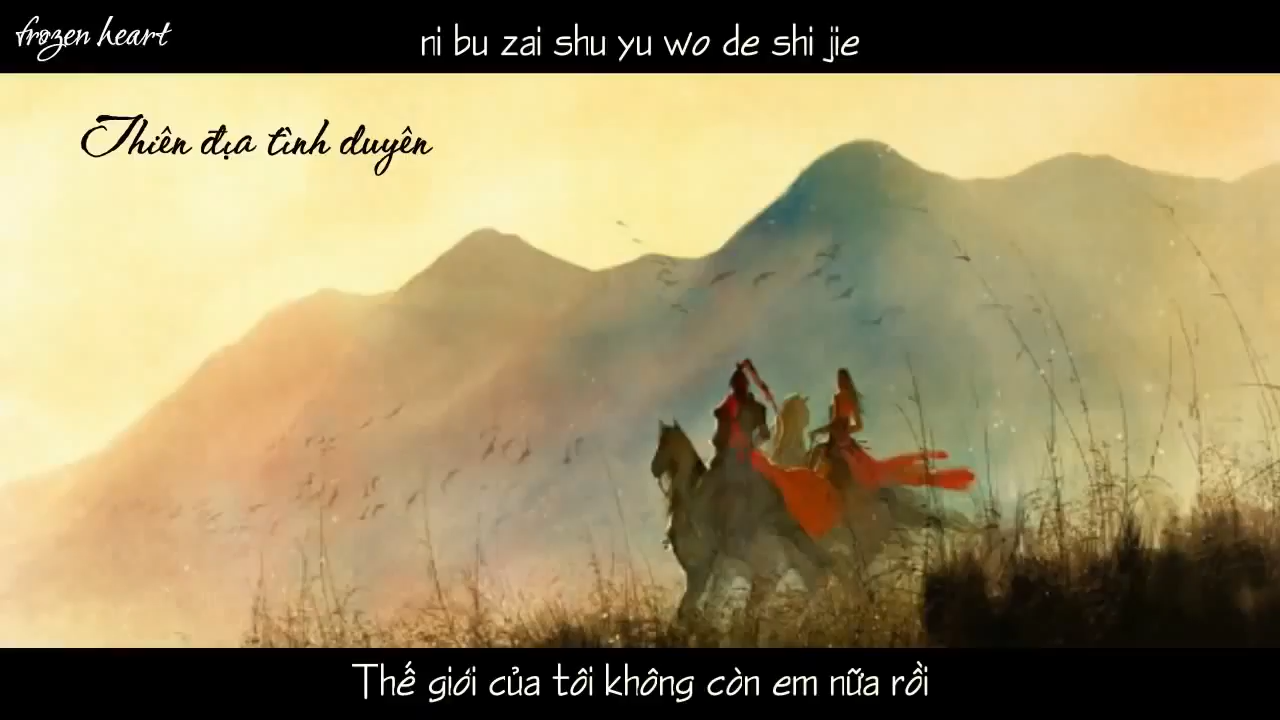 frozen heart
ni bu zai shu yu wo de shi jie
Thiên địa tình duyên
Thế giới của tôi không còn em nữa rồi